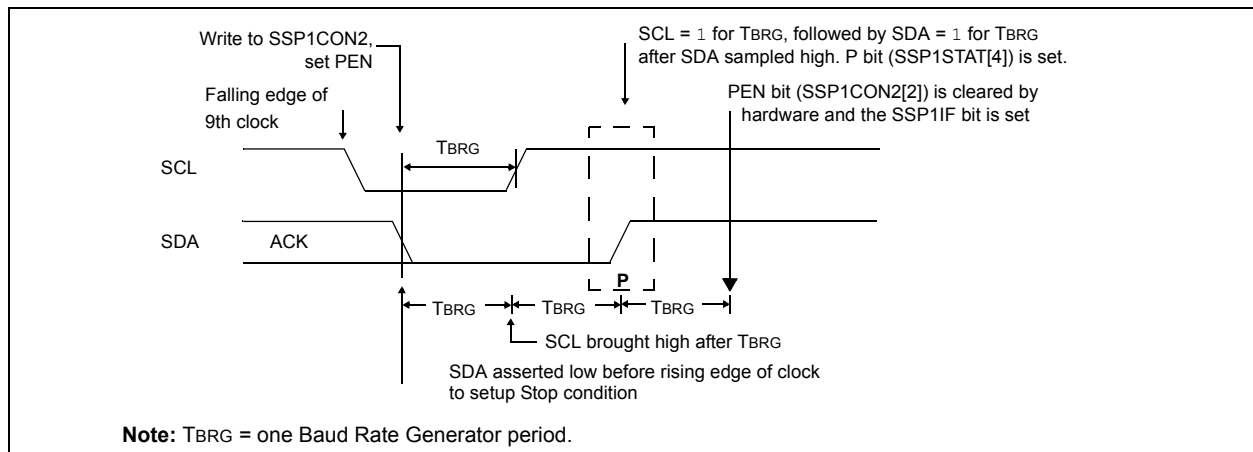 Write to SSP1CON2,
set PEN
SCL = 1 for TBRG, followed by SDA = 1 for TBRG
after SDA sampled high. P bit (SSP1STAT[4]) is set.
Falling edge of
9th clock
PEN bit (SSP1CON2[2]) is cleared by
hardware and the SSP1IF bit is set
TBRG
SCL
SDA
ACK
P
TBRG
TBRG
TBRG
SCL brought high after TBRG
SDA asserted low before rising edge of clock
to setup Stop condition
Note: TBRG = one Baud Rate Generator period.